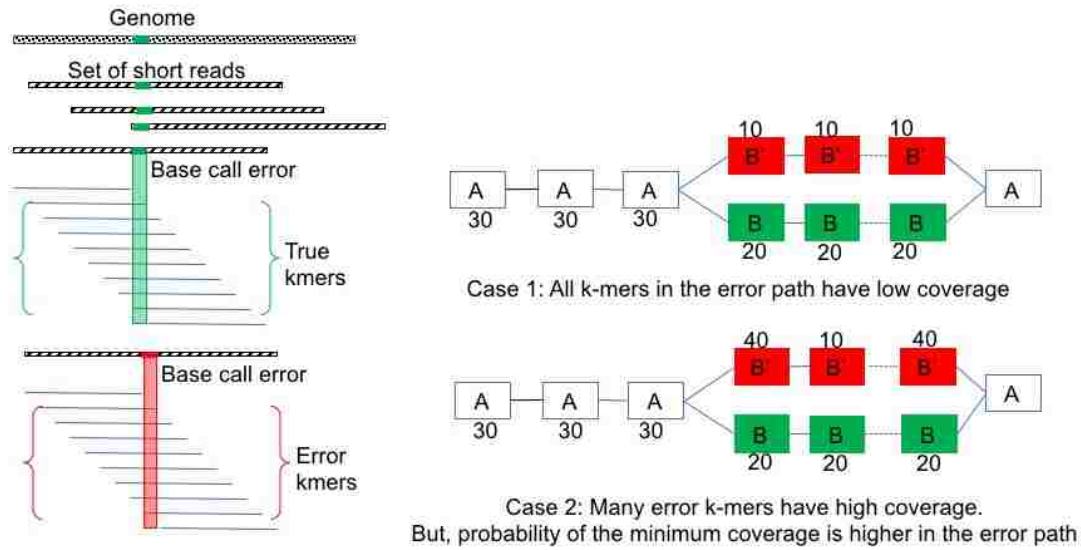 Genome
Set of short reads
Base call error
True
kmers
Base call error
Error
kmers
10 10 10
B' B' B'
A A A A
30 30 30
B B B
20 20 20
Case 1: All k-mers in the error path have low coverage
40 10 40
B' B' B'
A A A A
30 30 30
B B B
20 20 20
Case 2: Many error k-mers have high coverage.
But, probability of the minimum coverage is higher in the error path